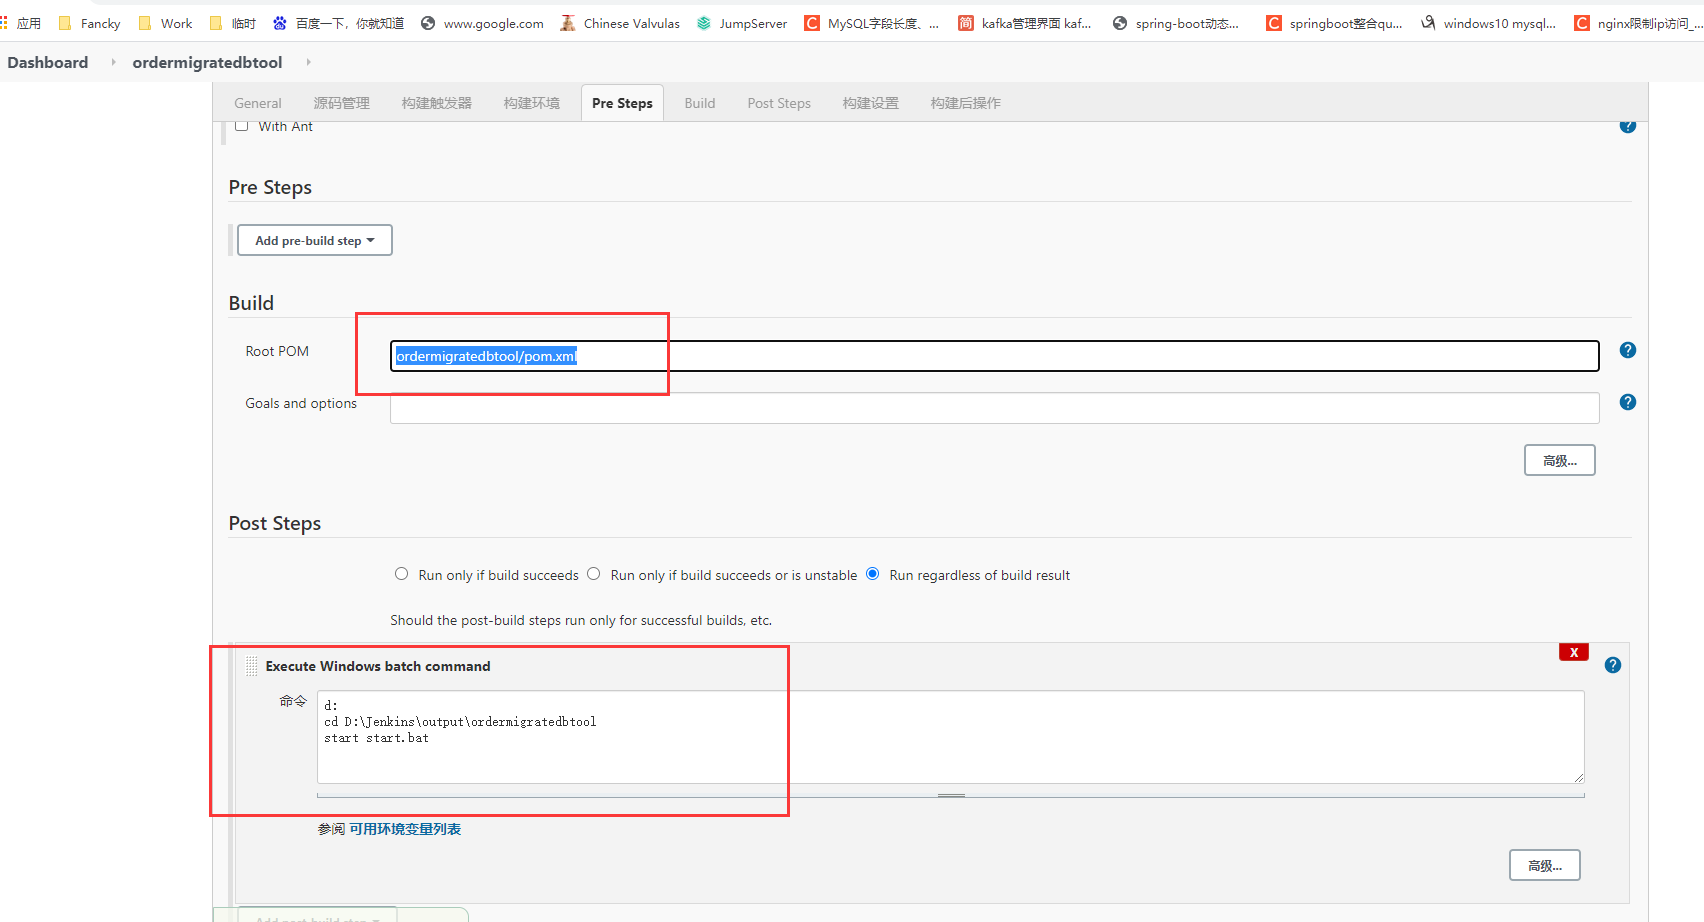 应用 Fancky Work 临时 百度一下，你就知道 www.google.com Chinese Valvulas JumpServer C MySQL字段长度、... 简 kafka管理界面 kaf... spring-boot动态... C springboot整合qu... windows10 mysql... C nginx限制ip访问_...
Dashboard ordermigratedbtool
General 源码管理 构建触发器 构建环境 Pre Steps Build Post Steps 构建设置 构建后操作
With Ant ?
Pre Steps
Add pre-build step
Build
Root POM ordermigratedbtool/pom.xml ?
Goals and options ?
高级...
Post Steps
Run only if build succeeds Run only if build succeeds or is unstable Run regardless of build result
Should the post-build steps run only for successful builds, etc.
Execute Windows batch command X ?
命令 d:
cd D:\Jenkins\output\ordermigratedbtool
start start.bat
参阅 可用环境变量列表
高级...
Add post-build step